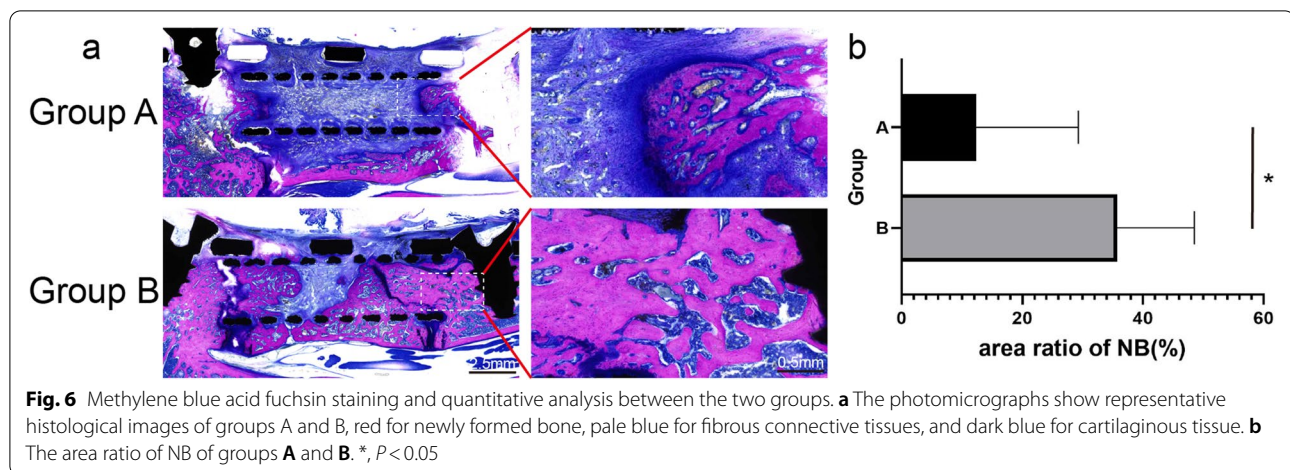 a
Group A
Group B
2.5mm
0.5mm
b
Group
A
B
*
0 20 40 60
area ratio of NB(%)
Fig. 6 Methylene blue acid fuchsin staining and quantitative analysis between the two groups. a The photomicrographs show representative
histological images of groups A and B, red for newly formed bone, pale blue for fibrous connective tissues, and dark blue for cartilaginous tissue. b
The area ratio of NB of groups A and B. *, P < 0.05